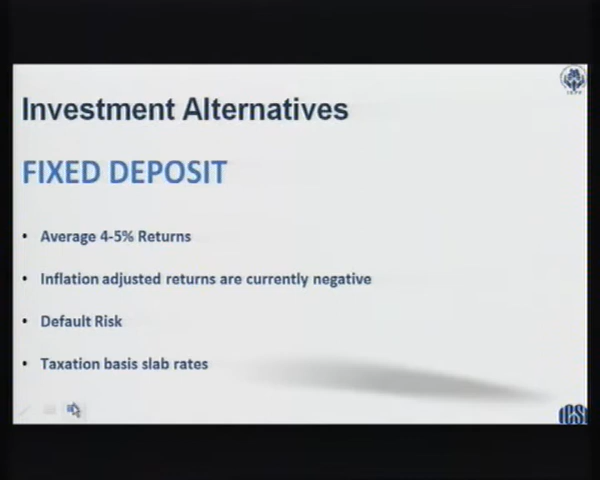 Investment Alternatives
FIXED DEPOSIT
• Average 4-5% Returns
• Inflation adjusted returns are currently negative
• Default Risk
• Taxation basis slab rates